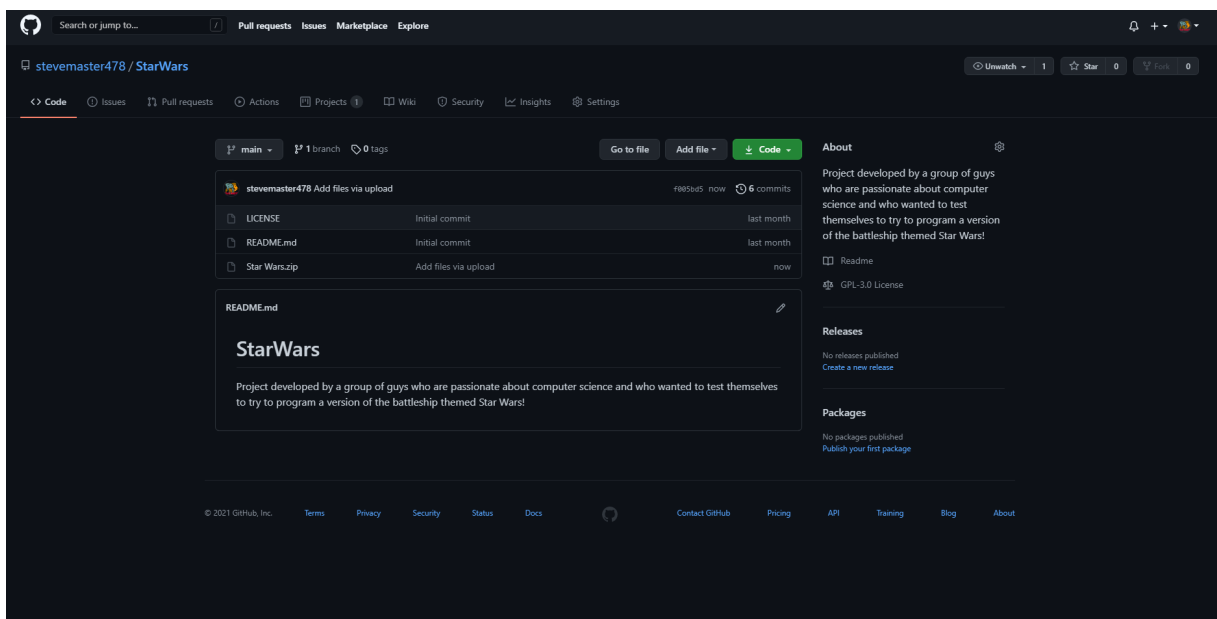 Search or jump to... / Pull requests Issues Marketplace Explore
stevemaster478 / StarWars Unwatch 1 Star 0 Fork 0
Code Issues Pull requests Actions Projects 1 Wiki Security Insights Settings
main 1 branch 0 tags Go to file Add file Code
stevemaster478 Add files via upload f005bd5 now 6 commits
LICENSE Initial commit last month
README.md Initial commit last month
Star Wars.zip Add files via upload now
README.md
StarWars
Project developed by a group of guys who are passionate about computer science and who wanted to test themselves
to try to program a version of the battleship themed Star Wars!
About
Project developed by a group of guys
who are passionate about computer
science and who wanted to test
themselves to try to program a version
of the battleship themed Star Wars!
Readme
GPL-3.0 License
Releases
No releases published
Create a new release
Packages
No packages published
Publish your first package
© 2021 GitHub, Inc. Terms Privacy Security Status Docs Contact GitHub Pricing API Training Blog About